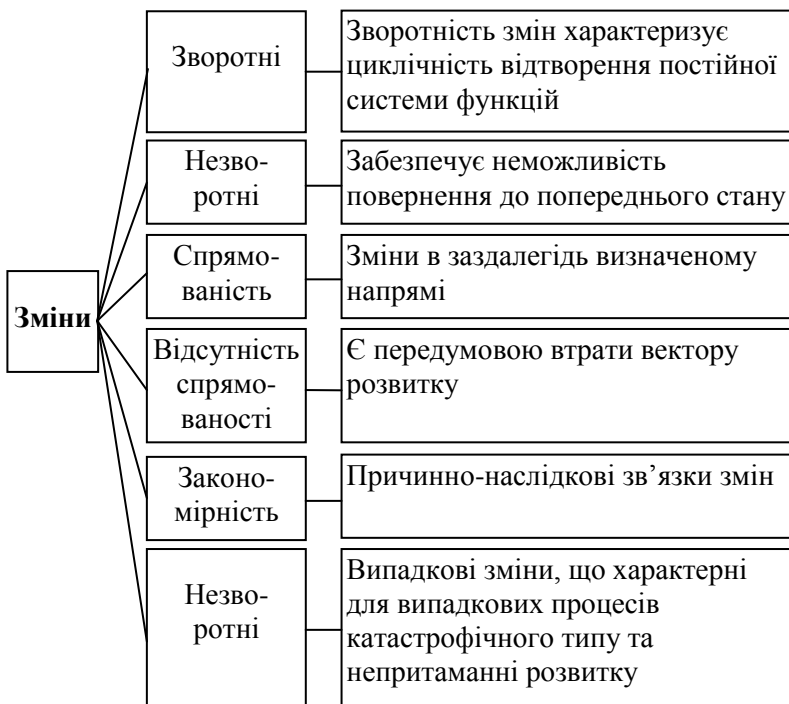 Зворотні
Зворотність змін характеризує
циклічність відтворення постійної
системи функцій
Незво-
ротні
Забезпечує неможливість
повернення до попереднього стану
Спрямо-
ваність
Зміни в заздалегідь визначеному
напрямі
Зміни
Відсутність
спрямо-
ваності
Є передумовою втрати вектору
розвитку
Законо-
мірність
Причинно-наслідкові зв’язки змін
Незво-
ротні
Випадкові зміни, що характерні
для випадкових процесів
катастрофічного типу та
непритаманні розвитку